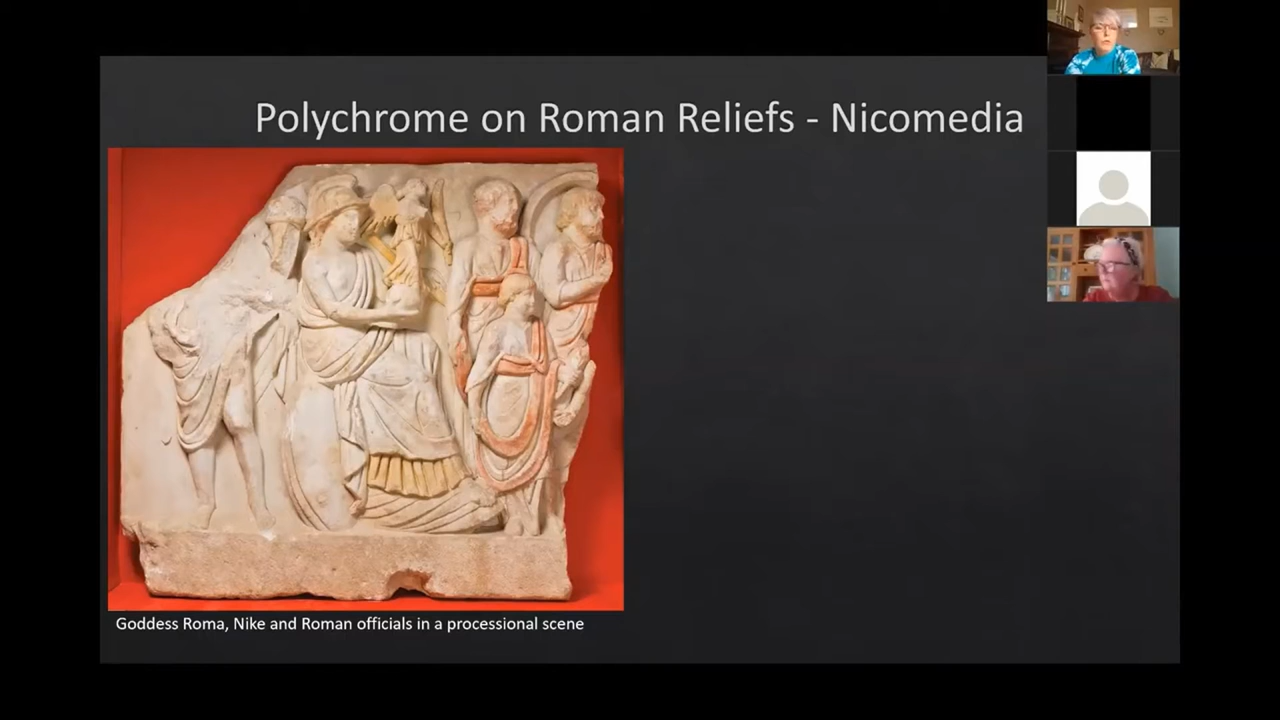 Polychrome on Roman Reliefs - Nicomedia
Goddess Roma, Nike and Roman officials in a processional scene